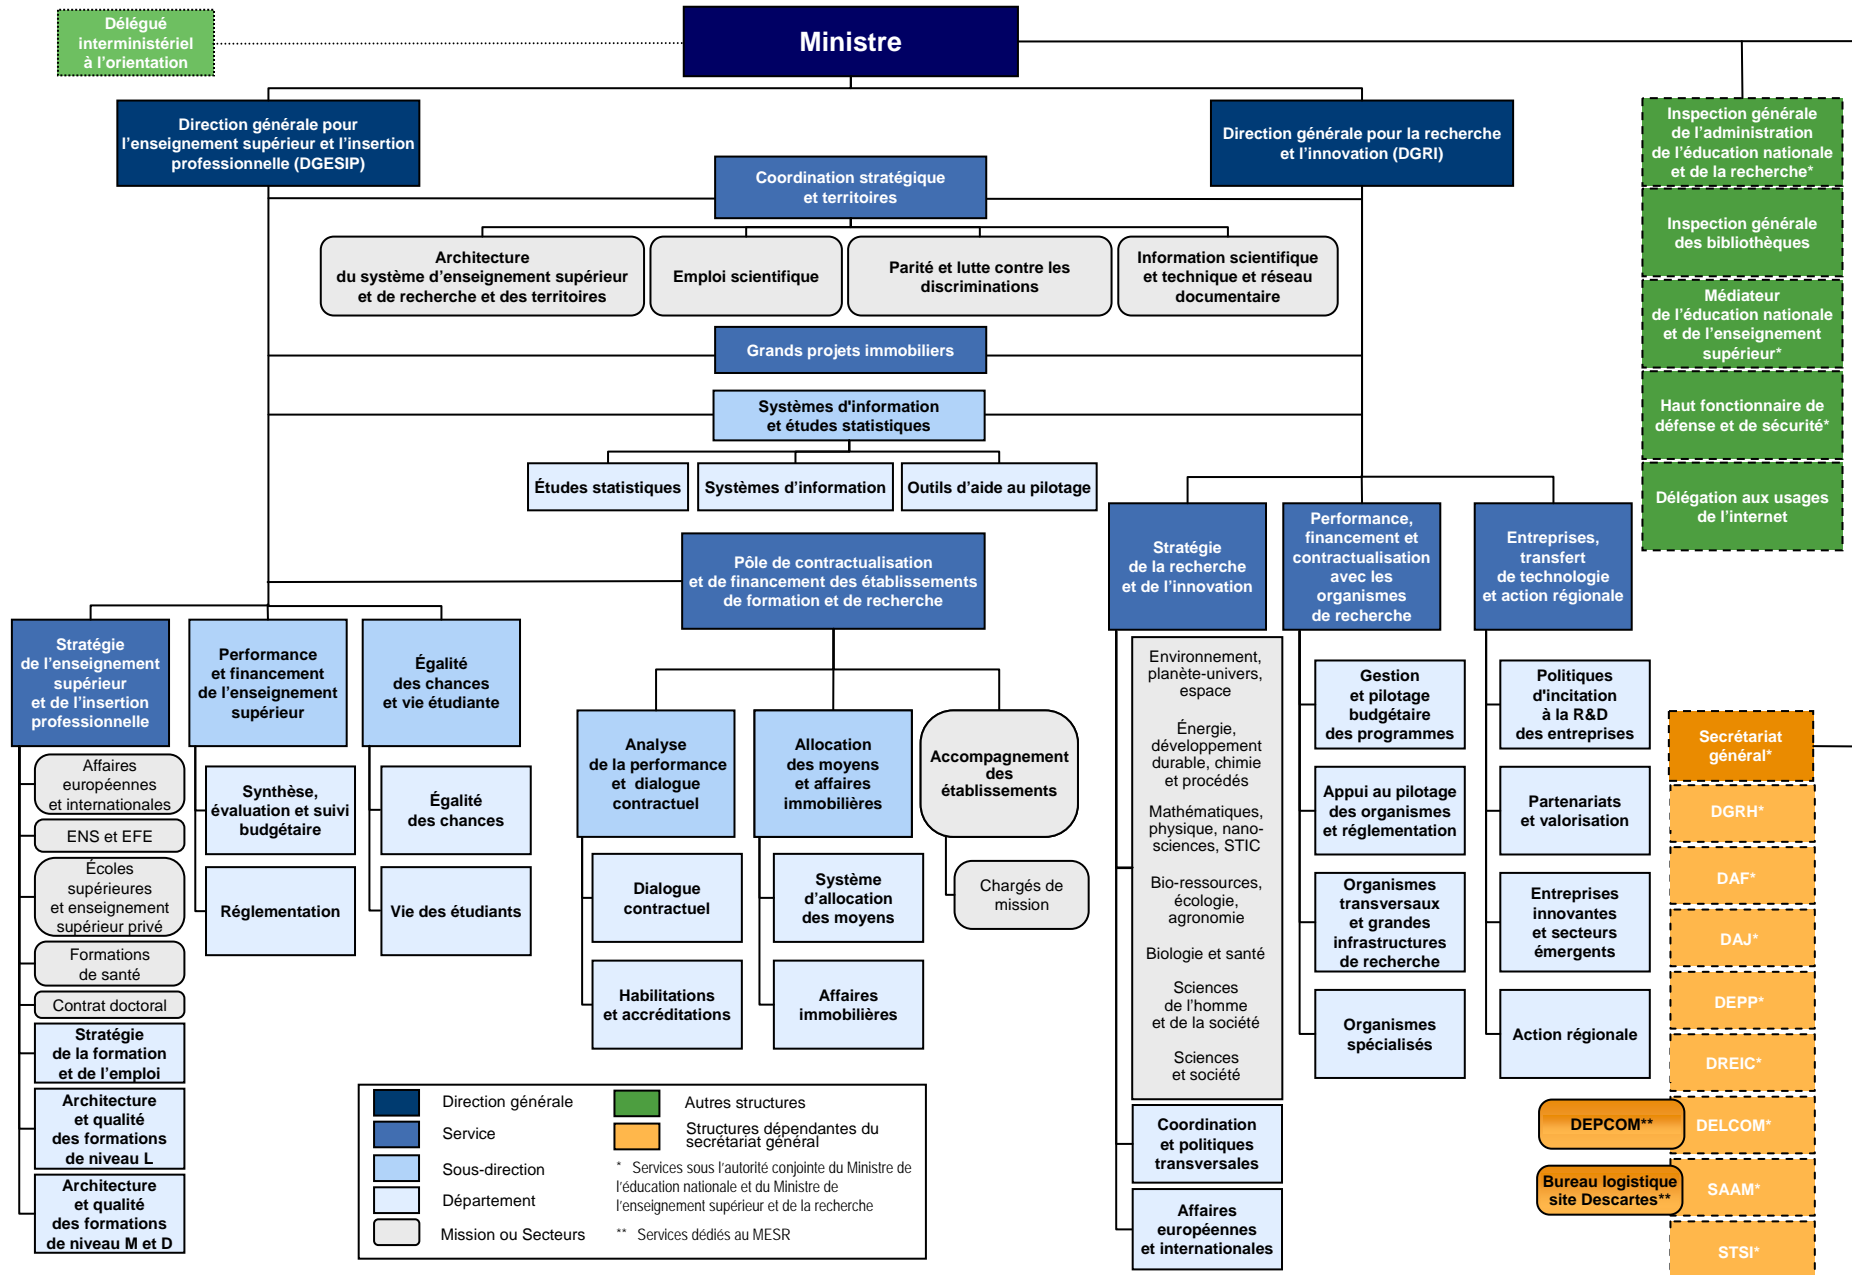 Délégué
interministériel
à l'orientation
Ministre
Direction générale pour
l'enseignement supérieur et l'insertion
professionnelle (DGESIP)
Direction générale pour la recherche
et l'innovation (DGRI)
Inspection générale
de l'administration
de l'éducation nationale
et de la recherche*
Inspection générale
des bibliothèques
Médiateur
de l'éducation nationale
et de l'enseignement
supérieur*
Haut fonctionnaire de
défense et de sécurité*
Délégation aux usages
de l'internet
Coordination stratégique
et territoires
Architecture
du système d'enseignement supérieur
et de recherche et des territoires
Emploi scientifique
Parité et lutte contre les
discriminations
Information scientifique
et technique et réseau
documentaire
Grands projets immobiliers
Systèmes d'information
et études statistiques
Études statistiques
Systèmes d'information
Outils d'aide au pilotage
Pôle de contractualisation
et de financement des établissements
de formation et de recherche
Stratégie
de la recherche
et de l'innovation
Performance,
financement et
contractualisation
avec les
organismes
de recherche
Entreprises,
transfert
de technologie
et action régionale
Stratégie
de l'enseignement
supérieur
et de l'insertion
professionnelle
Performance
et financement
de l'enseignement
supérieur
Égalité
des chances
et vie étudiante
Affaires
européennes
et internationales
ENS et EFE
Écoles
supérieures
et enseignement
supérieur privé
Formations
de santé
Contrat doctoral
Stratégie
de la formation
et de l'emploi
Architecture
et qualité
des formations
de niveau L
Architecture
et qualité
des formations
de niveau M et D
Synthèse,
évaluation et suivi
budgétaire
Réglementation
Égalité
des chances
Vie des étudiants
Analyse
de la performance
et dialogue
contractuel
Allocation
des moyens
et affaires
immobilières
Accompagnement
des
établissements
Dialogue
contractuel
Habilitations
et accréditations
Système
d'allocation
des moyens
Affaires
immobilières
Chargés de
mission
Environnement,
planète-univers,
espace
Énergie,
développement
durable, chimie
et procédés
Mathématiques,
physique, nano-
sciences, STIC
Bio-ressources,
écologie,
agronomie
Biologie et santé
Sciences
de l'homme
et de la société
Sciences
et société
Coordination
et politiques
transversales
Affaires
européennes
et internationales
Gestion
et pilotage
budgétaire
des programmes
Appui au pilotage
des organismes
et réglementation
Organismes
transversaux
et grandes
infrastructures
de recherche
Organismes
spécialisés
Politiques
d'incitation
à la R&D
des entreprises
Partenariats
et valorisation
Entreprises
innovantes
et secteurs
émergents
Action régionale
Secrétariat
général*
DGRH*
DAF*
DAJ*
DEPP*
DREIC*
DEPCOM**
DELCOM*
Bureau logistique
site Descartes**
SAAM*
STSI*
Direction générale
Service
Sous-direction
Département
Mission ou Secteurs
Autres structures
Structures dépendantes du
secrétariat général
* Services sous l'autorité conjointe du Ministre de
l'éducation nationale et du Ministre de
l'enseignement supérieur et de la recherche
** Services dédiés au MESR